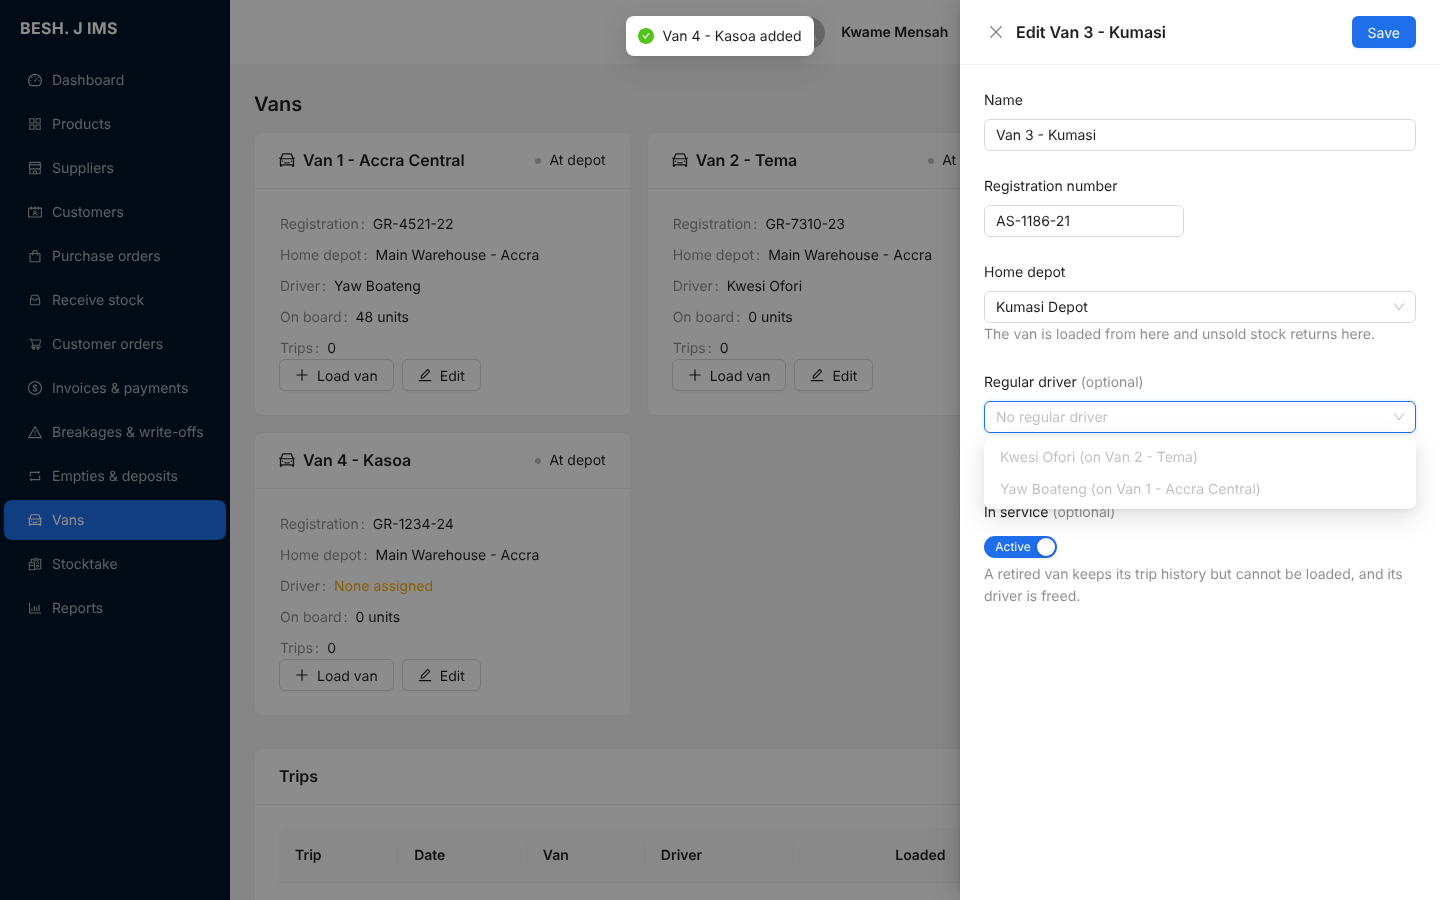 BESH. J IMS
Dashboard
Products
Suppliers
Customers
Purchase orders
Receive stock
Customer orders
Invoices & payments
Breakages & write-offs
Empties & deposits
Vans
Stocktake
Reports
Van 4 - Kasoa added
Kwame Mensah
Vans
Van 1 - Accra Central
At depot
Registration: GR-4521-22
Home depot: Main Warehouse - Accra
Driver: Yaw Boateng
On board: 48 units
Trips: 0
Load van
Edit
Van 2 - Tema
At
Registration: GR-7310-23
Home depot: Main Warehouse - Accra
Driver: Kwesi Ofori
On board: 0 units
Trips: 0
Load van
Edit
Van 4 - Kasoa
At depot
Registration: GR-1234-24
Home depot: Main Warehouse - Accra
Driver: None assigned
On board: 0 units
Trips: 0
Load van
Edit
Trips
Trip Date Van Driver Loaded
Edit Van 3 - Kumasi
Save
Name
Van 3 - Kumasi
Registration number
AS-1186-21
Home depot
Kumasi Depot
The van is loaded from here and unsold stock returns here.
Regular driver (optional)
No regular driver
Kwesi Ofori (on Van 2 - Tema)
Yaw Boateng (on Van 1 - Accra Central)
In service (optional)
Active
A retired van keeps its trip history but cannot be loaded, and its
driver is freed.